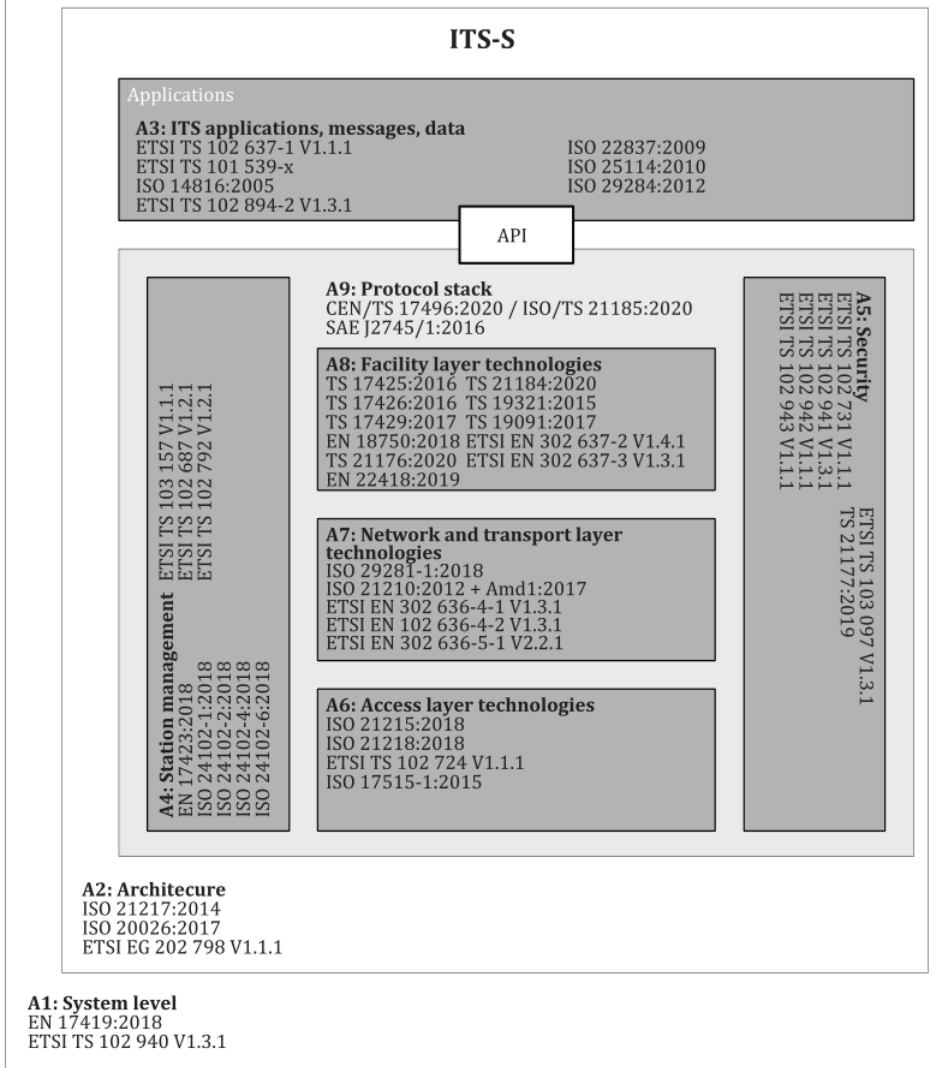 ITS-S
Applications
A3: ITS applications, messages, data
ETSI TS 102 637-1 V1.1.1
ETSI TS 101 539-x
ISO 14816:2005
ETSI TS 102 894-2 V1.3.1
ISO 22837:2009
ISO 25114:2010
ISO 29284:2012
API
A4: Station management
EN 17423:2018
ISO 24102-1:2018
ISO 24102-2:2018
ISO 24102-4:2018
ISO 24102-6:2018
ETSI TS 103 157 V1.1.1
ETSI TS 102 687 V1.2.1
ETSI TS 102 792 V1.2.1
A9: Protocol stack
CEN/TS 17496:2020 / ISO/TS 21185:2020
SAE J2745/1:2016
A8: Facility layer technologies
TS 17425:2016 TS 21184:2020
TS 17426:2016 TS 19321:2015
TS 17429:2017 TS 19091:2017
EN 18750:2018 ETSI EN 302 637-2 V1.4.1
TS 21176:2020 ETSI EN 302 637-3 V1.3.1
EN 22418:2019
A7: Network and transport layer
technologies
ISO 29281-1:2018
ISO 21210:2012 + Amd1:2017
ETSI EN 302 636-4-1 V1.3.1
ETSI EN 102 636-4-2 V1.3.1
ETSI EN 302 636-5-1 V2.2.1
A6: Access layer technologies
ISO 21215:2018
ISO 21218:2018
ETSI TS 102 724 V1.1.1
ISO 17515-1:2015
A5: Security
ETSI TS 102 731 V1.1.1
ETSI TS 102 941 V1.3.1
ETSI TS 102 942 V1.1.1
ETSI TS 102 943 V1.1.1
ETSI TS 103 097 V1.3.1
TS 21177:2019
A2: Architecure
ISO 21217:2014
ISO 20026:2017
ETSI EG 202 798 V1.1.1
A1: System level
EN 17419:2018
ETSI TS 102 940 V1.3.1